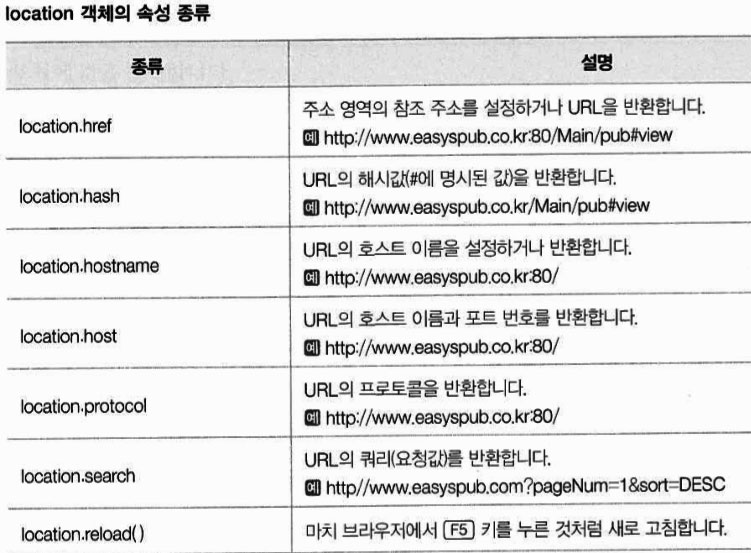 location 객체의 속성 종류
종류 설명
location.href 주소 영역의 참조 주소를 설정하거나 URL을 반환합니다.
예 http://www.easyspub.co.kr:80/Main/pub#view
location.hash URL의 해시값(#에 명시된 값)을 반환합니다.
예 http://www.easyspub.co.kr/Main/pub#view
location.hostname URL의 호스트 이름을 설정하거나 반환합니다.
예 http://www.easyspub.co.kr:80/
location.host URL의 호스트 이름과 포트 번호를 반환합니다.
예 http://www.easyspub.co.kr:80/
location.protocol URL의 프로토콜을 반환합니다.
예 http://www.easyspub.co.kr:80/
location.search URL의 쿼리(요청값)를 반환합니다.
예 http//www.easyspub.com?pageNum=1&sort=DESC
location.reload() 마치 브라우저에서 F5 키를 누른 것처럼 새로 고침합니다.